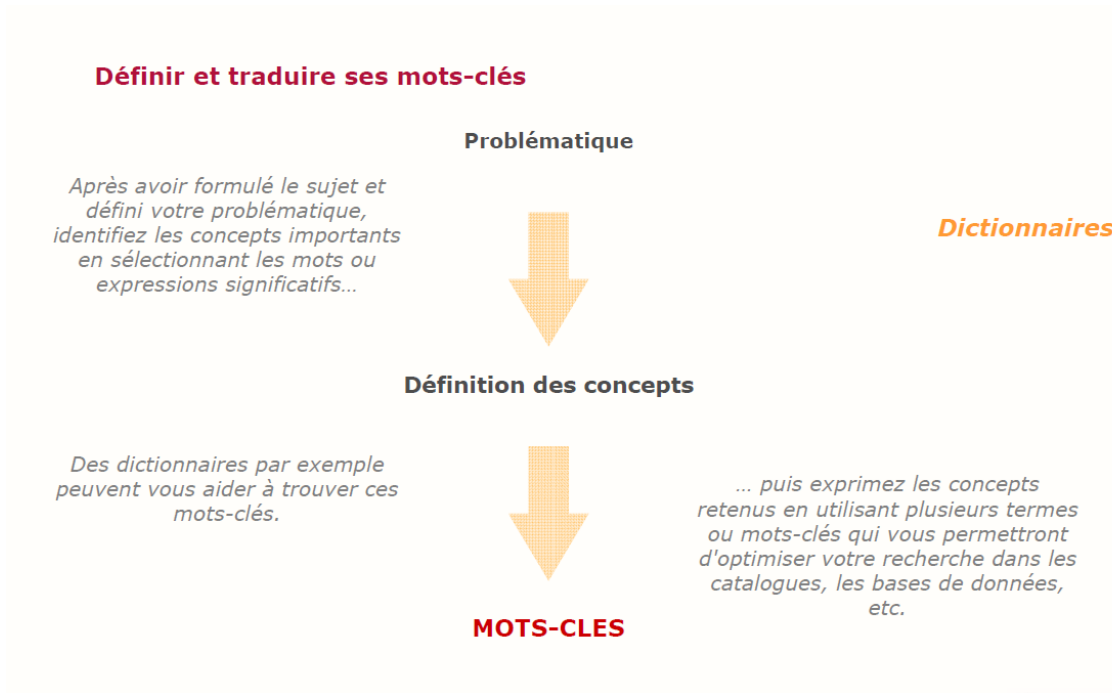 Définir et traduire ses mots-clés
Problématique
Après avoir formulé le sujet et
défini votre problématique,
identifiez les concepts importants
en sélectionnant les mots ou
expressions significatifs…
Dictionnaires
Définition des concepts
Des dictionnaires par exemple
peuvent vous aider à trouver ces
mots-clés.
… puis exprimez les concepts
retenus en utilisant plusieurs termes
ou mots-clés qui vous permettront
d'optimiser votre recherche dans les
catalogues, les bases de données,
etc.
MOTS-CLES